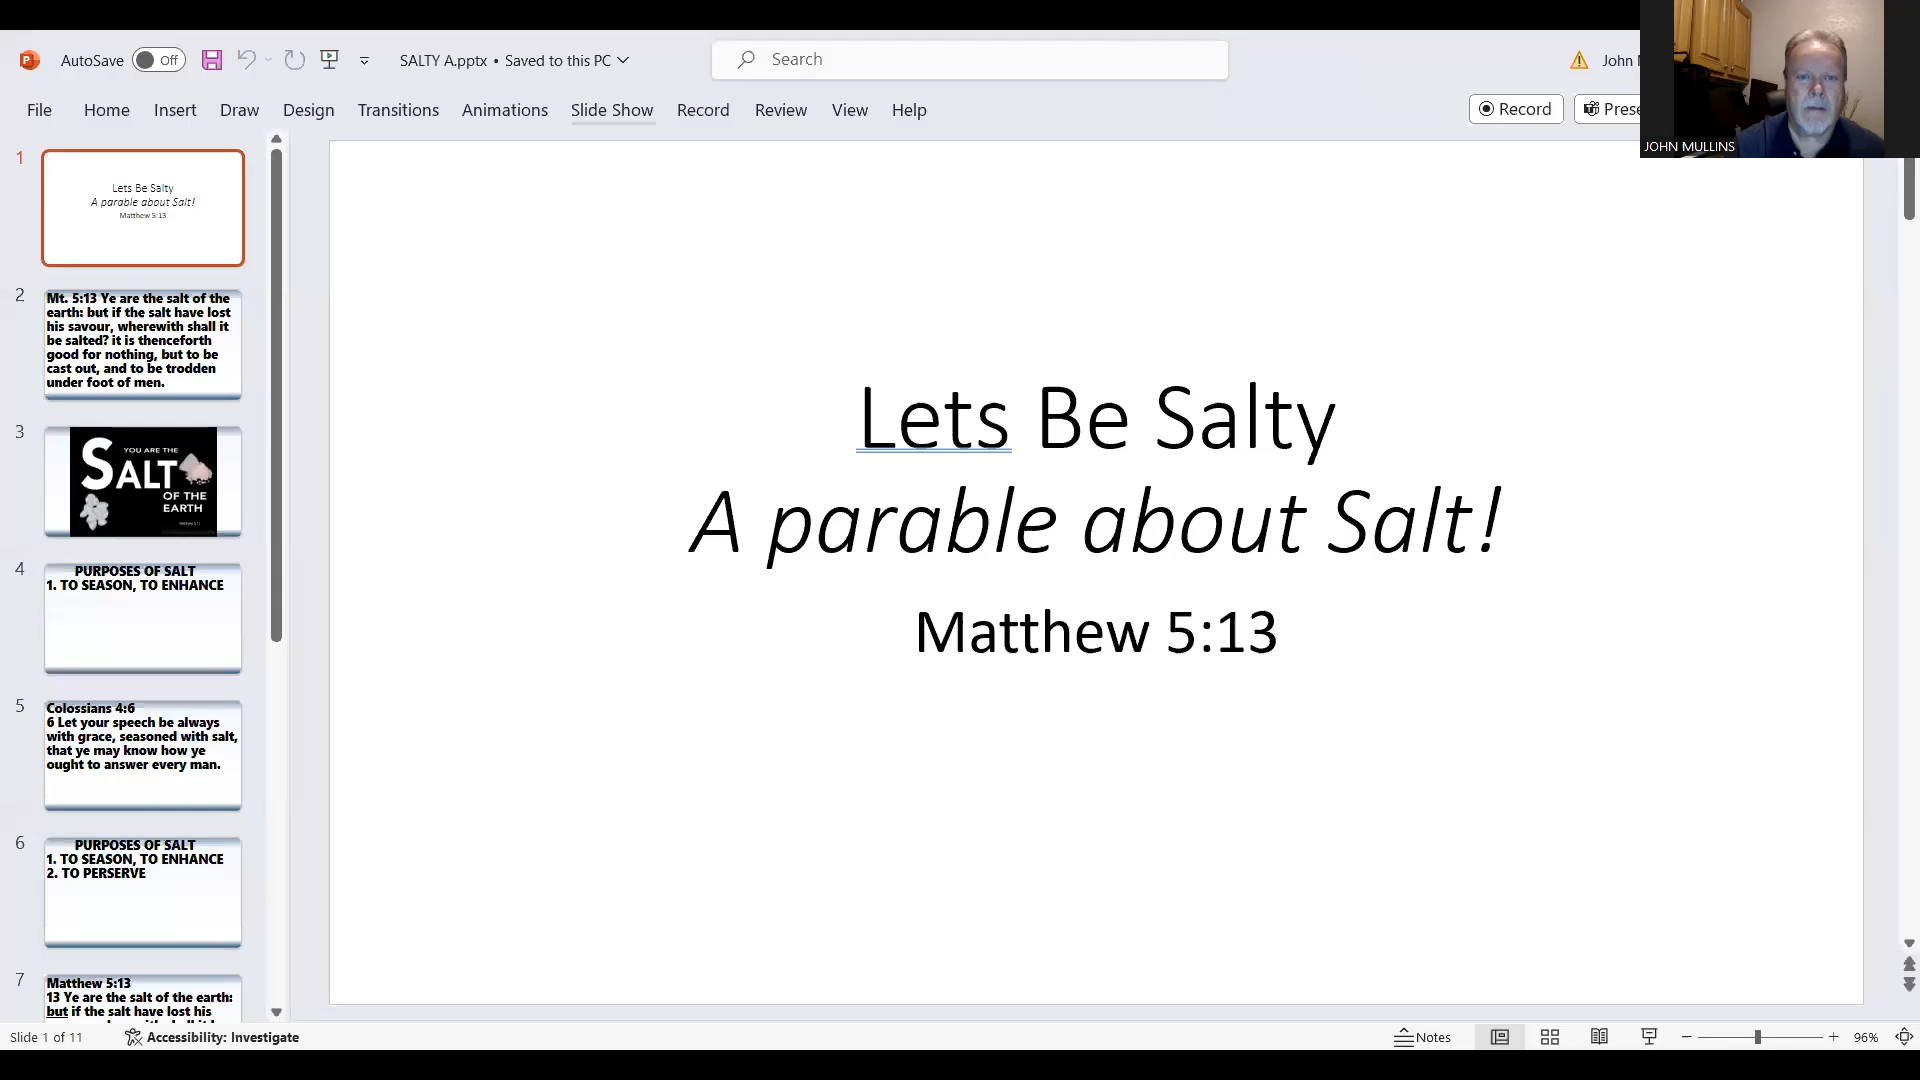 AutoSave Off SALTY A.pptx • Saved to this PC Search John
File Home Insert Draw Design Transitions Animations Slide Show Record Review View Help Record Prese
JOHN MULLINS
1
Lets Be Salty
A parable about Salt!
Matthew 5:13
2
Mt. 5:13 Ye are the salt of the
earth: but if the salt have lost
his savour, wherewith shall it
be salted? it is thenceforth
good for nothing, but to be
cast out, and to be trodden
under foot of men.
3
YOU ARE THE
SALT
OF THE
EARTH
4
PURPOSES OF SALT
1. TO SEASON, TO ENHANCE
5
Colossians 4:6
6 Let your speech be always
with grace, seasoned with salt,
that ye may know how ye
ought to answer every man.
6
PURPOSES OF SALT
1. TO SEASON, TO ENHANCE
2. TO PERSERVE
7
Matthew 5:13
13 Ye are the salt of the earth:
but if the salt have lost his
Lets Be Salty
A parable about Salt!
Matthew 5:13
Slide 1 of 11 Accessibility: Investigate Notes 96%